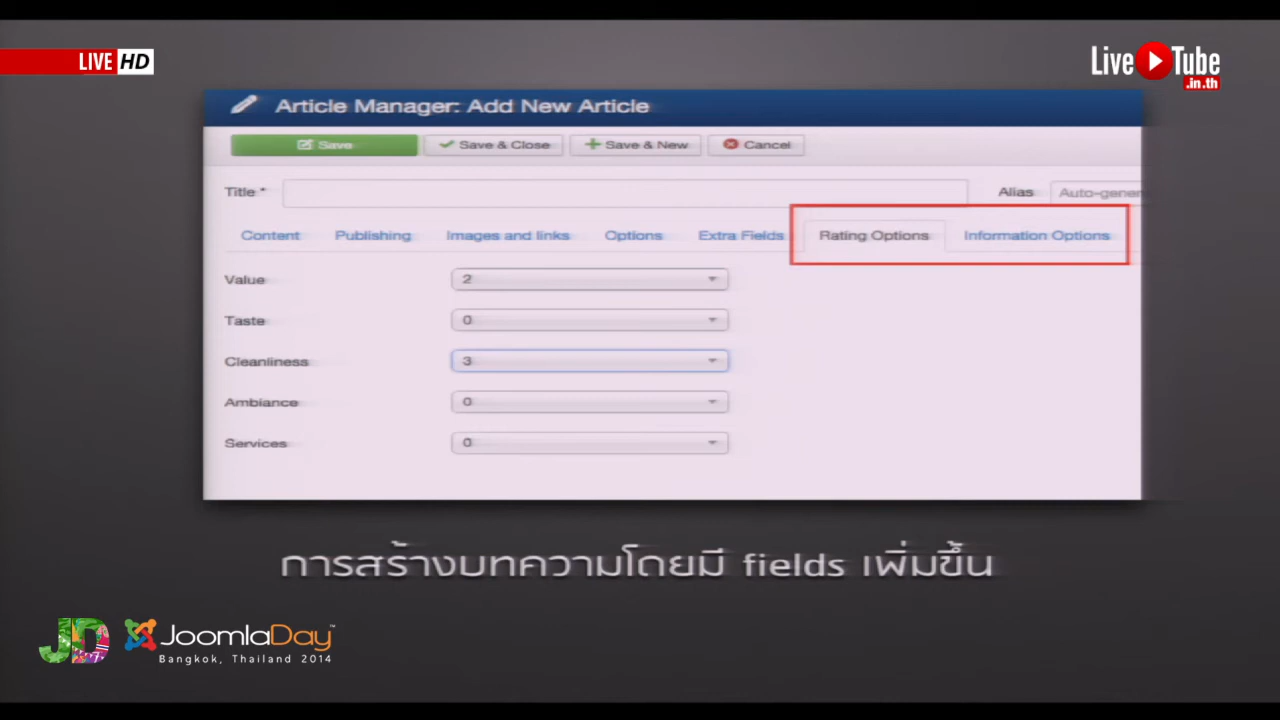 LIVE HD
Live Tube
.in.th
Article Manager: Add New Article
Save
Save & Close
Save & New
Cancel
Title *
Alias
Auto-gener
Content
Publishing
Images and links
Options
Extra Fields
Rating Options
Information Options
Value
2
Taste
0
Cleanliness
3
Ambiance
0
Services
0
การสร้างบทความโดยมี fields เพิ่มขึ้น
JD
JoomlaDay™
Bangkok, Thailand 2014